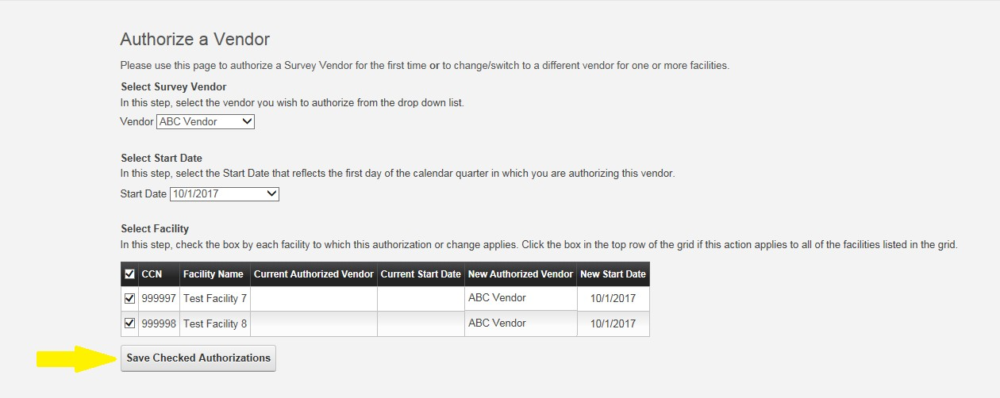 Authorize a Vendor
Please use this page to authorize a Survey Vendor for the first time or to change/switch to a different vendor for one or more facilities.
Select Survey Vendor
In this step, select the vendor you wish to authorize from the drop down list.
Vendor ABC Vendor
Select Start Date
In this step, select the Start Date that reflects the first day of the calendar quarter in which you are authorizing this vendor.
Start Date 10/1/2017
Select Facility
In this step, check the box by each facility to which this authorization or change applies. Click the box in the top row of the grid if this action applies to all of the facilities listed in the grid.
CCN Facility Name Current Authorized Vendor Current Start Date New Authorized Vendor New Start Date
999997 Test Facility 7 ABC Vendor 10/1/2017
999998 Test Facility 8 ABC Vendor 10/1/2017
Save Checked Authorizations